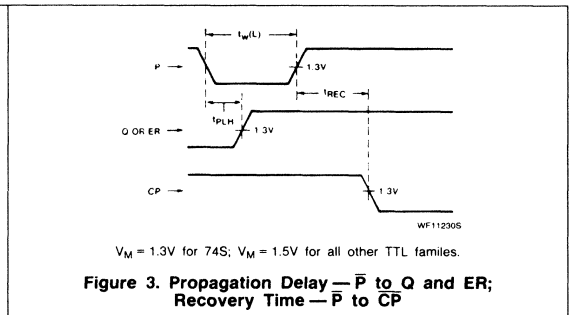 tw(L)
P
1.3V
tREC
tPLH
Q OR ER
1.3V
CP
1.3V
WF11230S
VM = 1.3V for 74S; VM = 1.5V for all other TTL familes.
Figure 3. Propagation Delay — P̅ to Q and ER;
Recovery Time — P̅ to C̅P̅